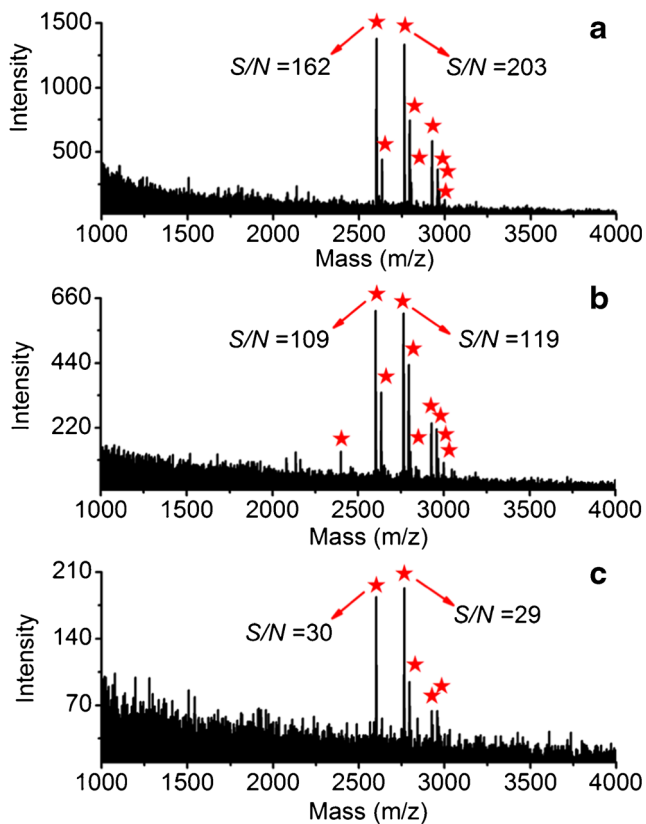 a
1500
S/N =162
S/N =203
1000
500
Intensity
1000 1500 2000 2500 3000 3500 4000
Mass (m/z)
b
660
S/N =109
S/N =119
440
220
Intensity
1000 1500 2000 2500 3000 3500 4000
Mass (m/z)
c
210
S/N =30
S/N =29
140
70
Intensity
1000 1500 2000 2500 3000 3500 4000
Mass (m/z)